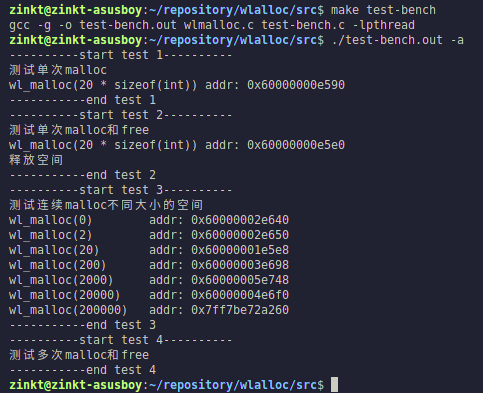 zinkt@zinkt-asusboy:~/repository/wlalloc/src$ make test-bench
gcc -g -o test-bench.out wlmalloc.c test-bench.c -lpthread
zinkt@zinkt-asusboy:~/repository/wlalloc/src$ ./test-bench.out -a
----------start test 1----------
测试单次malloc
wl_malloc(20 * sizeof(int)) addr: 0x60000000e590
-----------end test 1
----------start test 2----------
测试单次malloc和free
wl_malloc(20 * sizeof(int)) addr: 0x60000000e5e0
释放空间
-----------end test 2
----------start test 3----------
测试连续malloc不同大小的空间
wl_malloc(0)        addr: 0x60000002e640
wl_malloc(2)        addr: 0x60000002e650
wl_malloc(20)       addr: 0x60000001e5e8
wl_malloc(200)      addr: 0x60000003e698
wl_malloc(2000)     addr: 0x60000005e748
wl_malloc(20000)    addr: 0x60000004e6f0
wl_malloc(200000)   addr: 0x7ff7be72a260
-----------end test 3
----------start test 4----------
测试多次malloc和free
-----------end test 4
zinkt@zinkt-asusboy:~/repository/wlalloc/src$